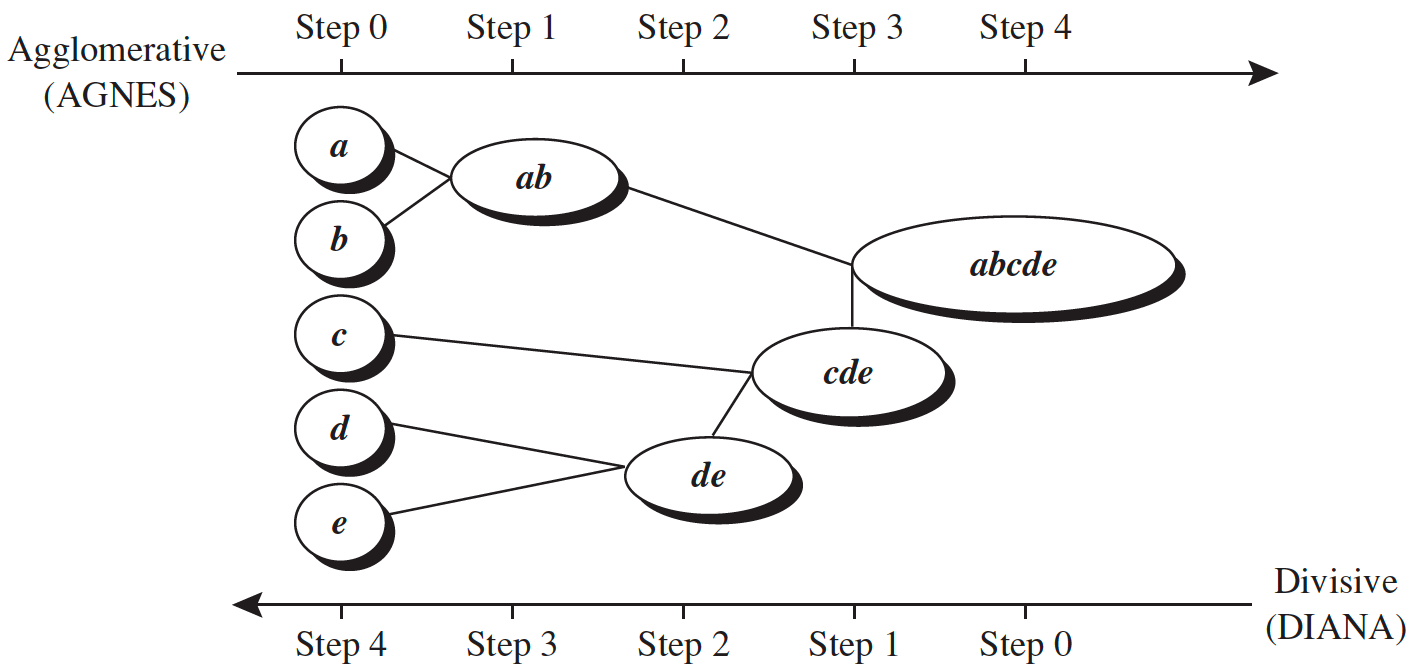 Step 0 Step 1 Step 2 Step 3 Step 4
Agglomerative
(AGNES)
a
ab
b
abcde
c
cde
d
de
e
Divisive
(DIANA)
Step 4 Step 3 Step 2 Step 1 Step 0